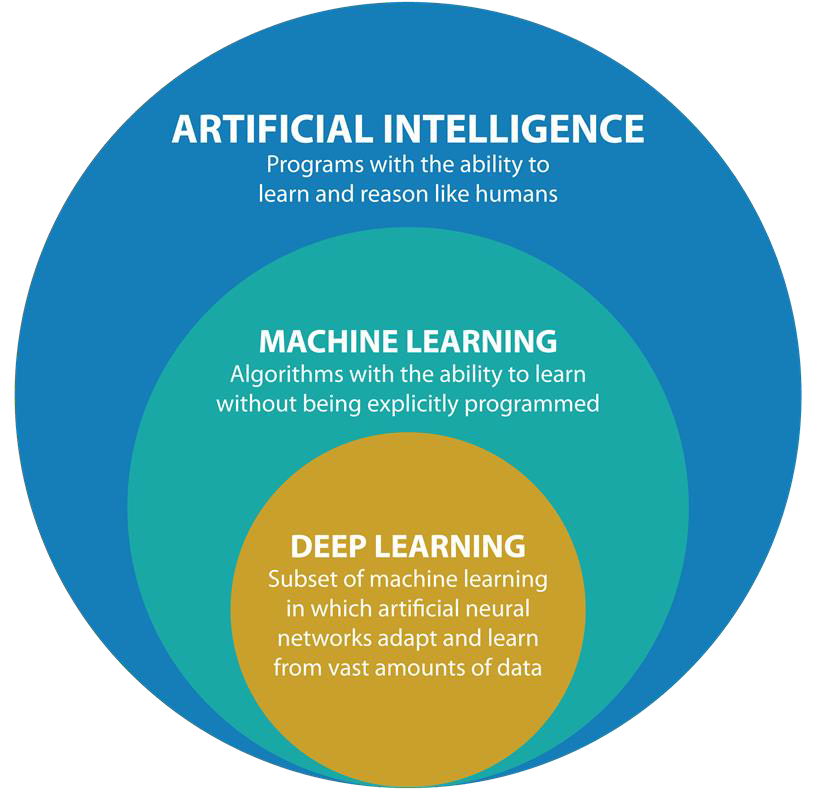 ARTIFICIAL INTELLIGENCE
Programs with the ability to
learn and reason like humans
MACHINE LEARNING
Algorithms with the ability to learn
without being explicitly programmed
DEEP LEARNING
Subset of machine learning
in which artificial neural
networks adapt and learn
from vast amounts of data